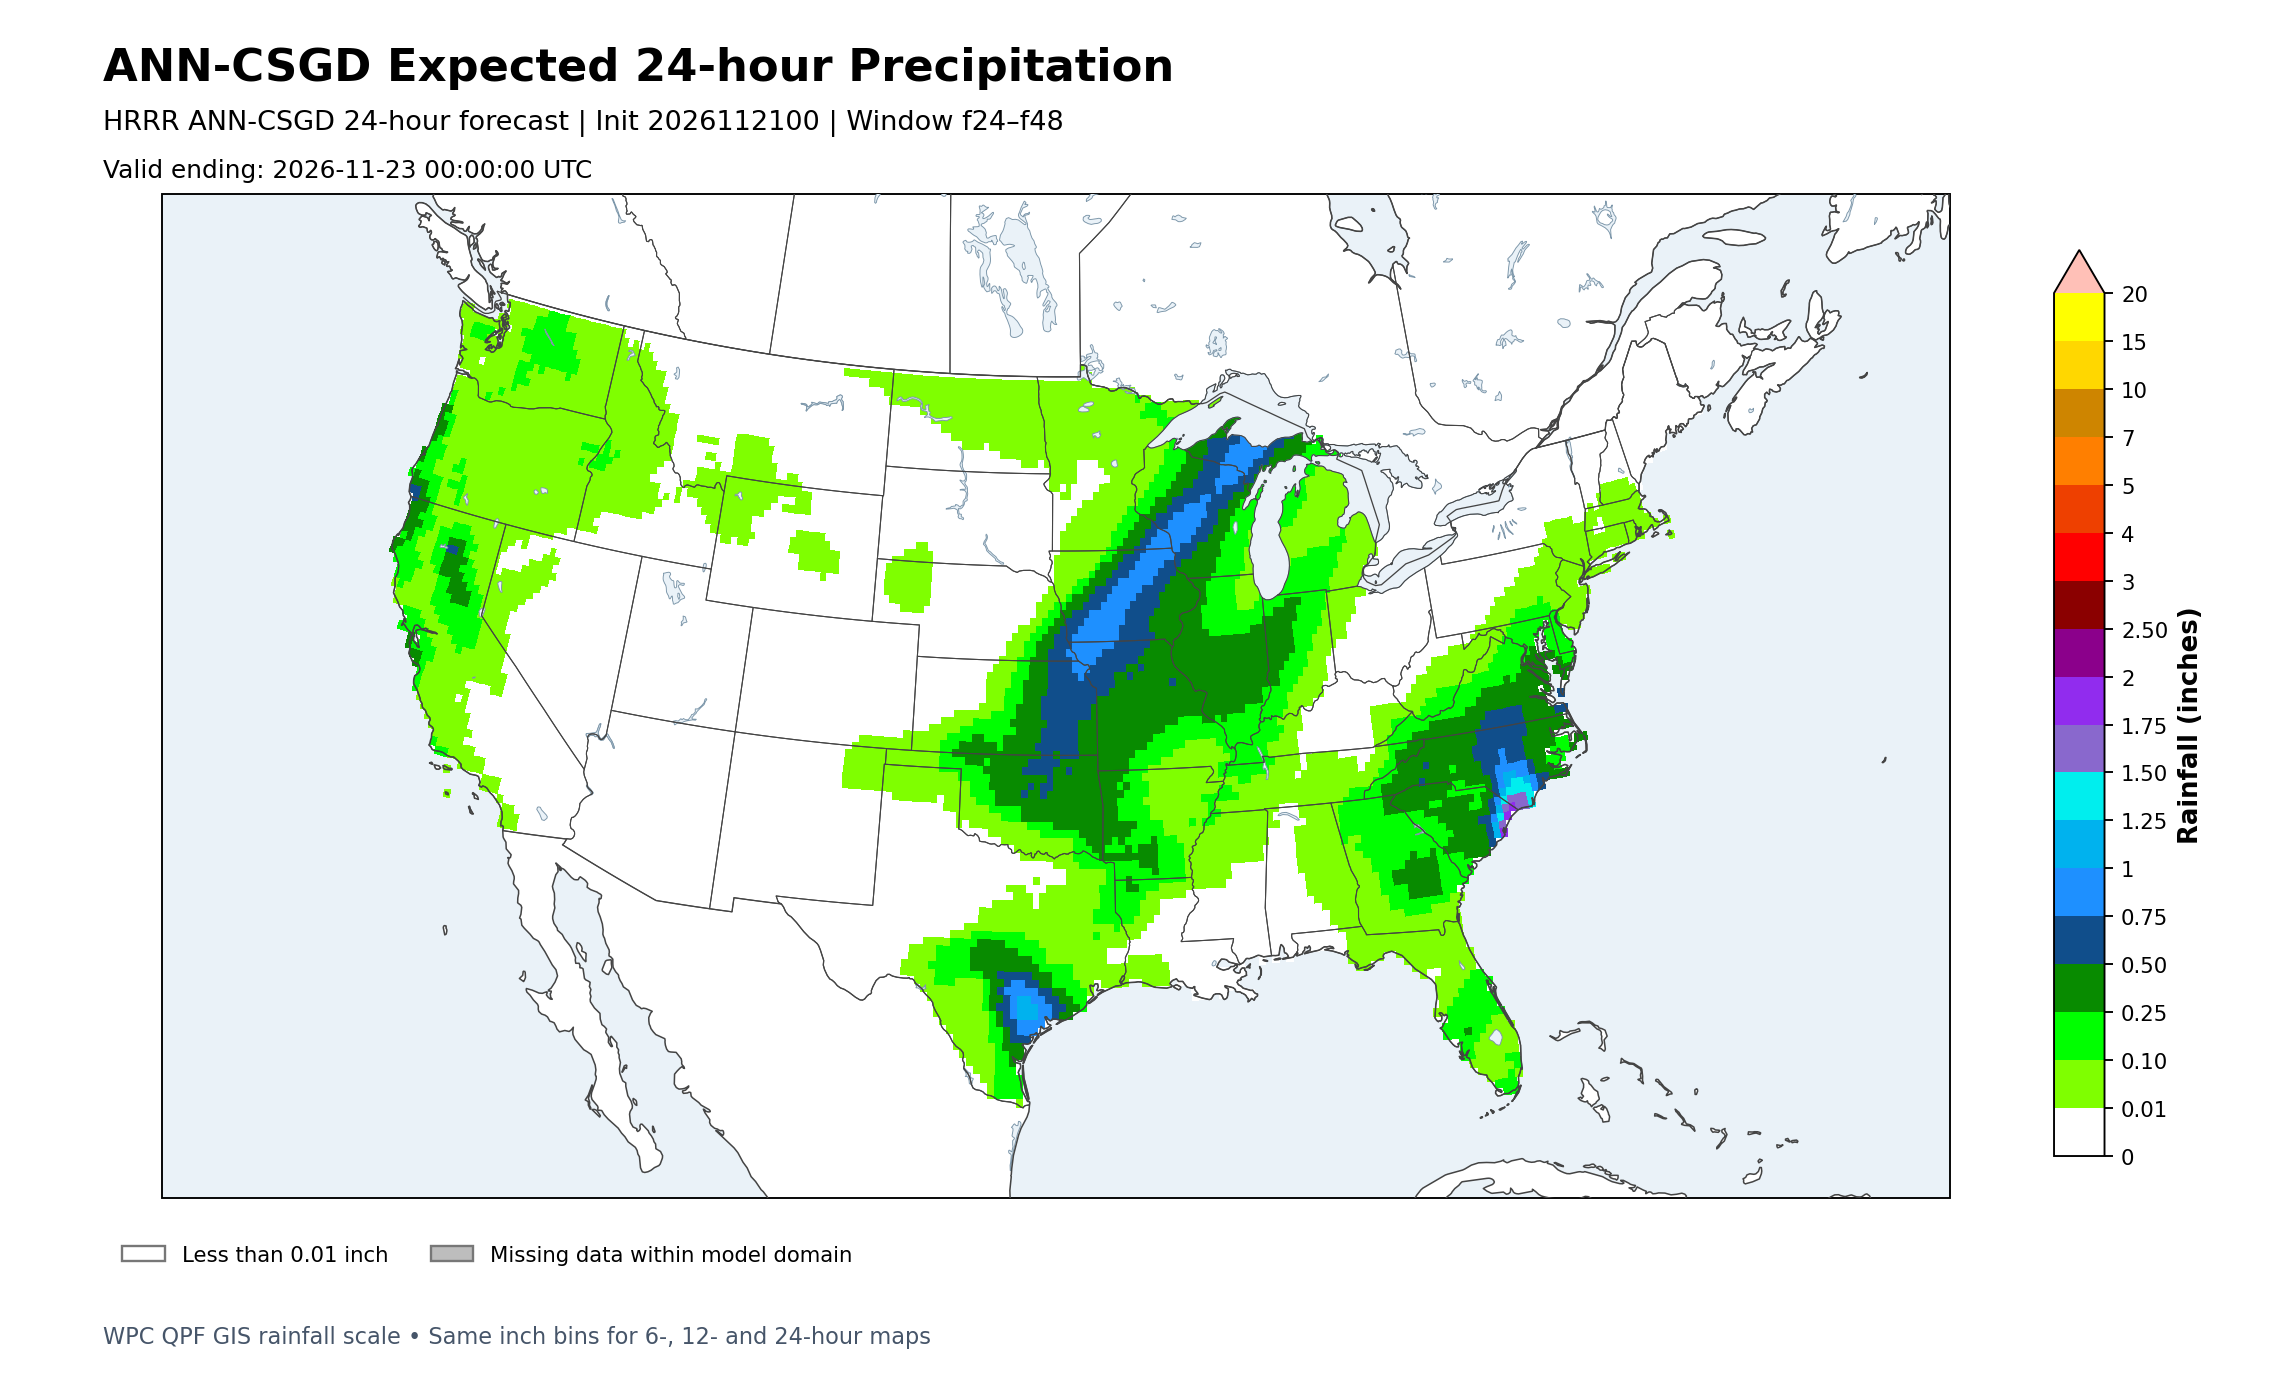 ANN-CSGD Expected 24-hour Precipitation
HRRR ANN-CSGD 24-hour forecast | Init 2026112100 | Window f24–f48
Valid ending: 2026-11-23 00:00:00 UTC
20
15
10
7
5
4
3
2.50
2
1.75
1.50
1.25
1
0.75
0.50
0.25
0.10
0.01
0
Rainfall (inches)
Less than 0.01 inch
Missing data within model domain
WPC QPF GIS rainfall scale • Same inch bins for 6-, 12- and 24-hour maps